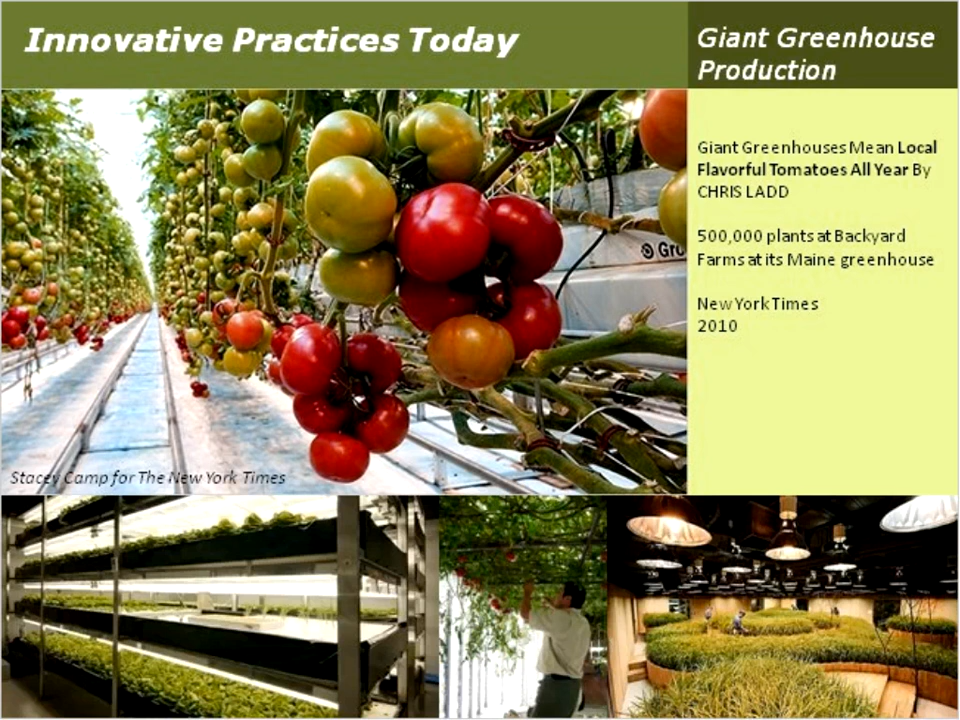 Innovative Practices Today
Giant Greenhouse
Production
Giant Greenhouses Mean Local
Flavorful Tomatoes All Year By
CHRIS LADD
500,000 plants at Backyard
Farms at its Maine greenhouse
New York Times
2010
Gro
Stacey Camp for The New York Times